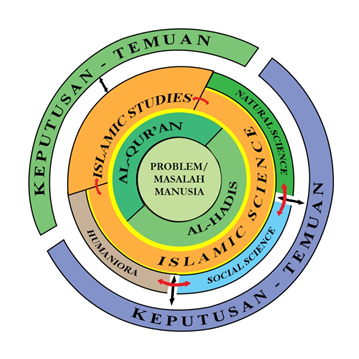 KEPUTUSAN - TEMUAN
ISLAMIC STUDIES
NATURAL SCIENCE
AL-QUR'AN
PROBLEM/
MASALAH
MANUSIA
AL-HADIS
ISLAMIC SCIENCE
HUMANIORA
SOCIAL SCIENCE
KEPUTUSAN - TEMUAN